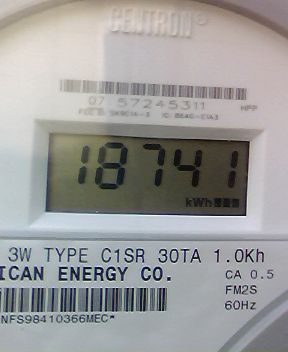 CENTRON®
07 57245311
HPP
18741
kWh
3W TYPE C1SR 30TA 1.0Kh
ICAN ENERGY CO.
CA 0.5
FM2S
60Hz
NFS98410366MEC*